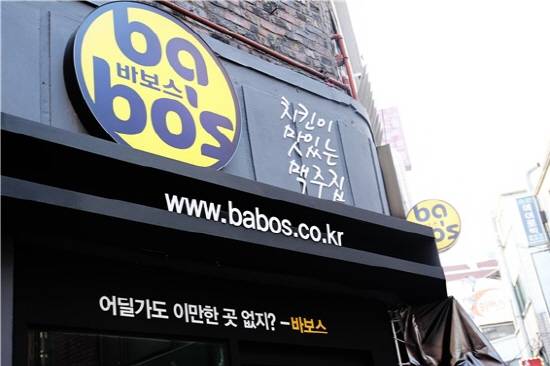 ba
바보스
bos
치킨이
맛있는
맥주집
www.babos.co.kr
ba
bos
어딜가도 이만한 곳 없지? -바보스